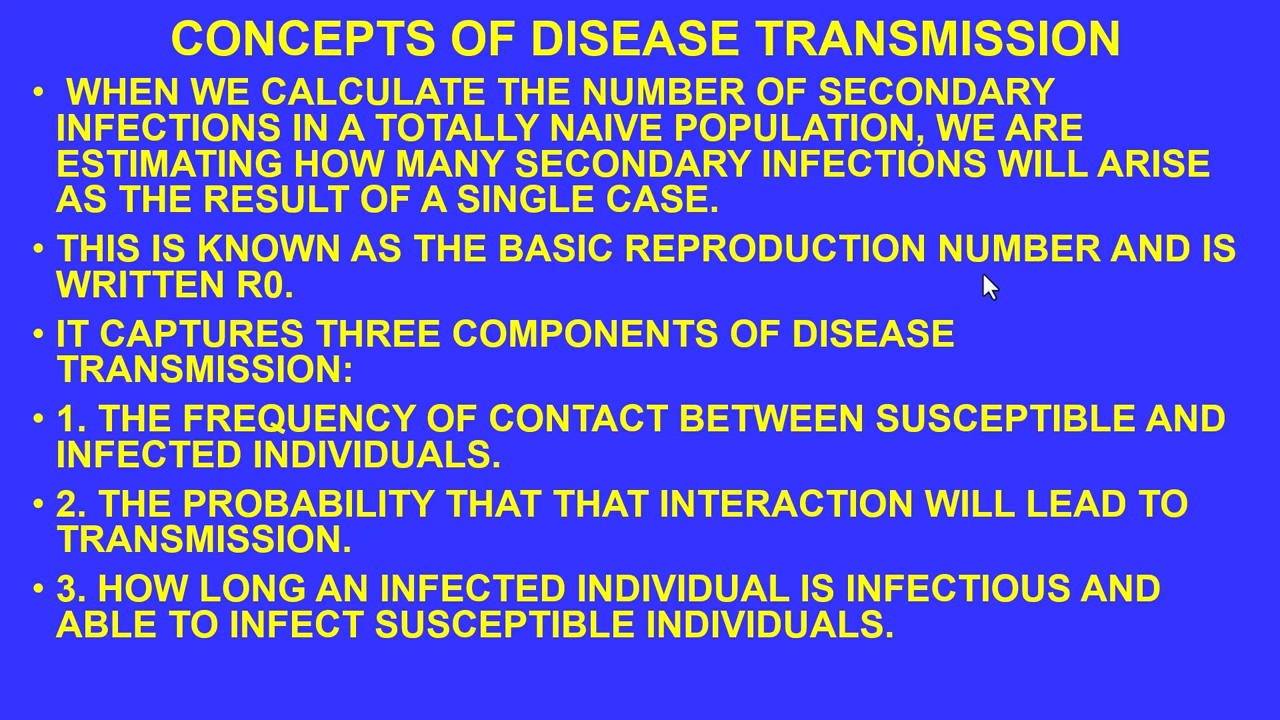 CONCEPTS OF DISEASE TRANSMISSION
• WHEN WE CALCULATE THE NUMBER OF SECONDARY
INFECTIONS IN A TOTALLY NAIVE POPULATION, WE ARE
ESTIMATING HOW MANY SECONDARY INFECTIONS WILL ARISE
AS THE RESULT OF A SINGLE CASE.
• THIS IS KNOWN AS THE BASIC REPRODUCTION NUMBER AND IS
WRITTEN R0.
• IT CAPTURES THREE COMPONENTS OF DISEASE
TRANSMISSION:
• 1. THE FREQUENCY OF CONTACT BETWEEN SUSCEPTIBLE AND
INFECTED INDIVIDUALS.
• 2. THE PROBABILITY THAT THAT INTERACTION WILL LEAD TO
TRANSMISSION.
• 3. HOW LONG AN INFECTED INDIVIDUAL IS INFECTIOUS AND
ABLE TO INFECT SUSCEPTIBLE INDIVIDUALS.